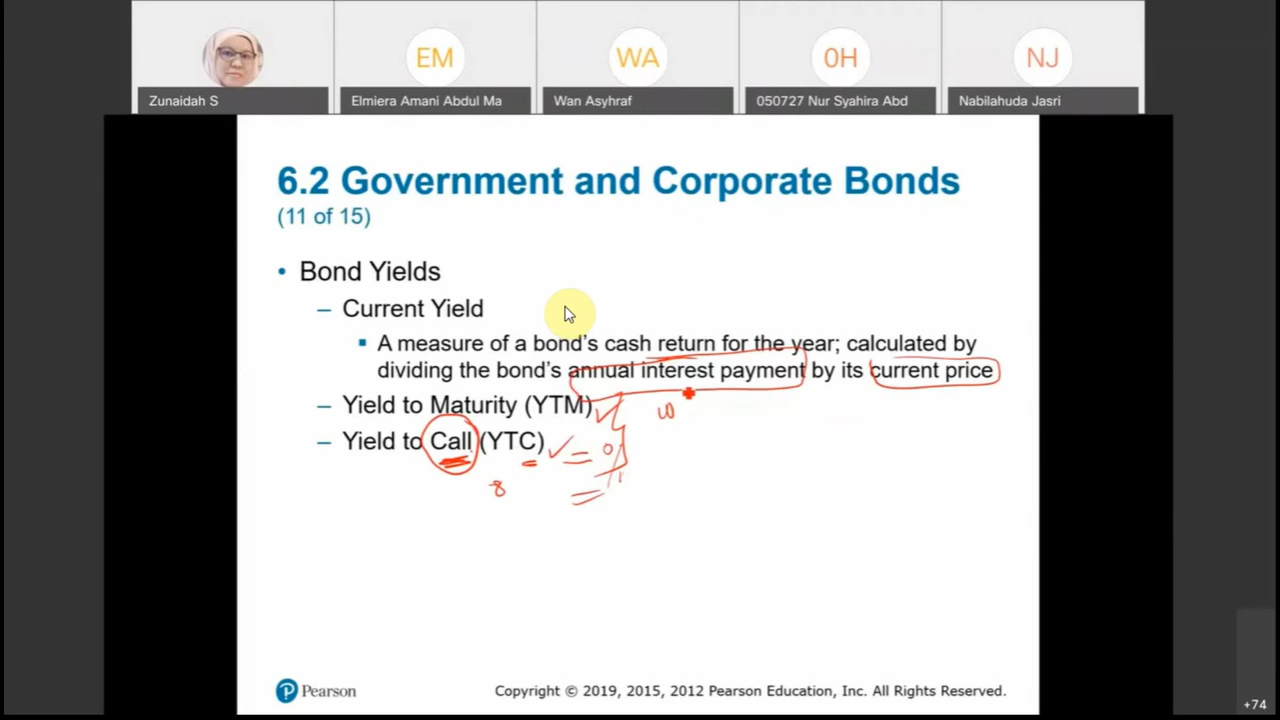 EM
WA
0H
NJ
Zunaidah S
Elmiera Amani Abdul Ma
Wan Asyhraf
050727 Nur Syahira Abd
Nabilahuda Jasri
6.2 Government and Corporate Bonds
(11 of 15)
• Bond Yields
– Current Yield
▪ A measure of a bond's cash return for the year; calculated by
dividing the bond's annual interest payment by its current price
– Yield to Maturity (YTM)
10
– Yield to Call (YTC)
= %
8
=
P Pearson
Copyright © 2019, 2015, 2012 Pearson Education, Inc. All Rights Reserved.
+74